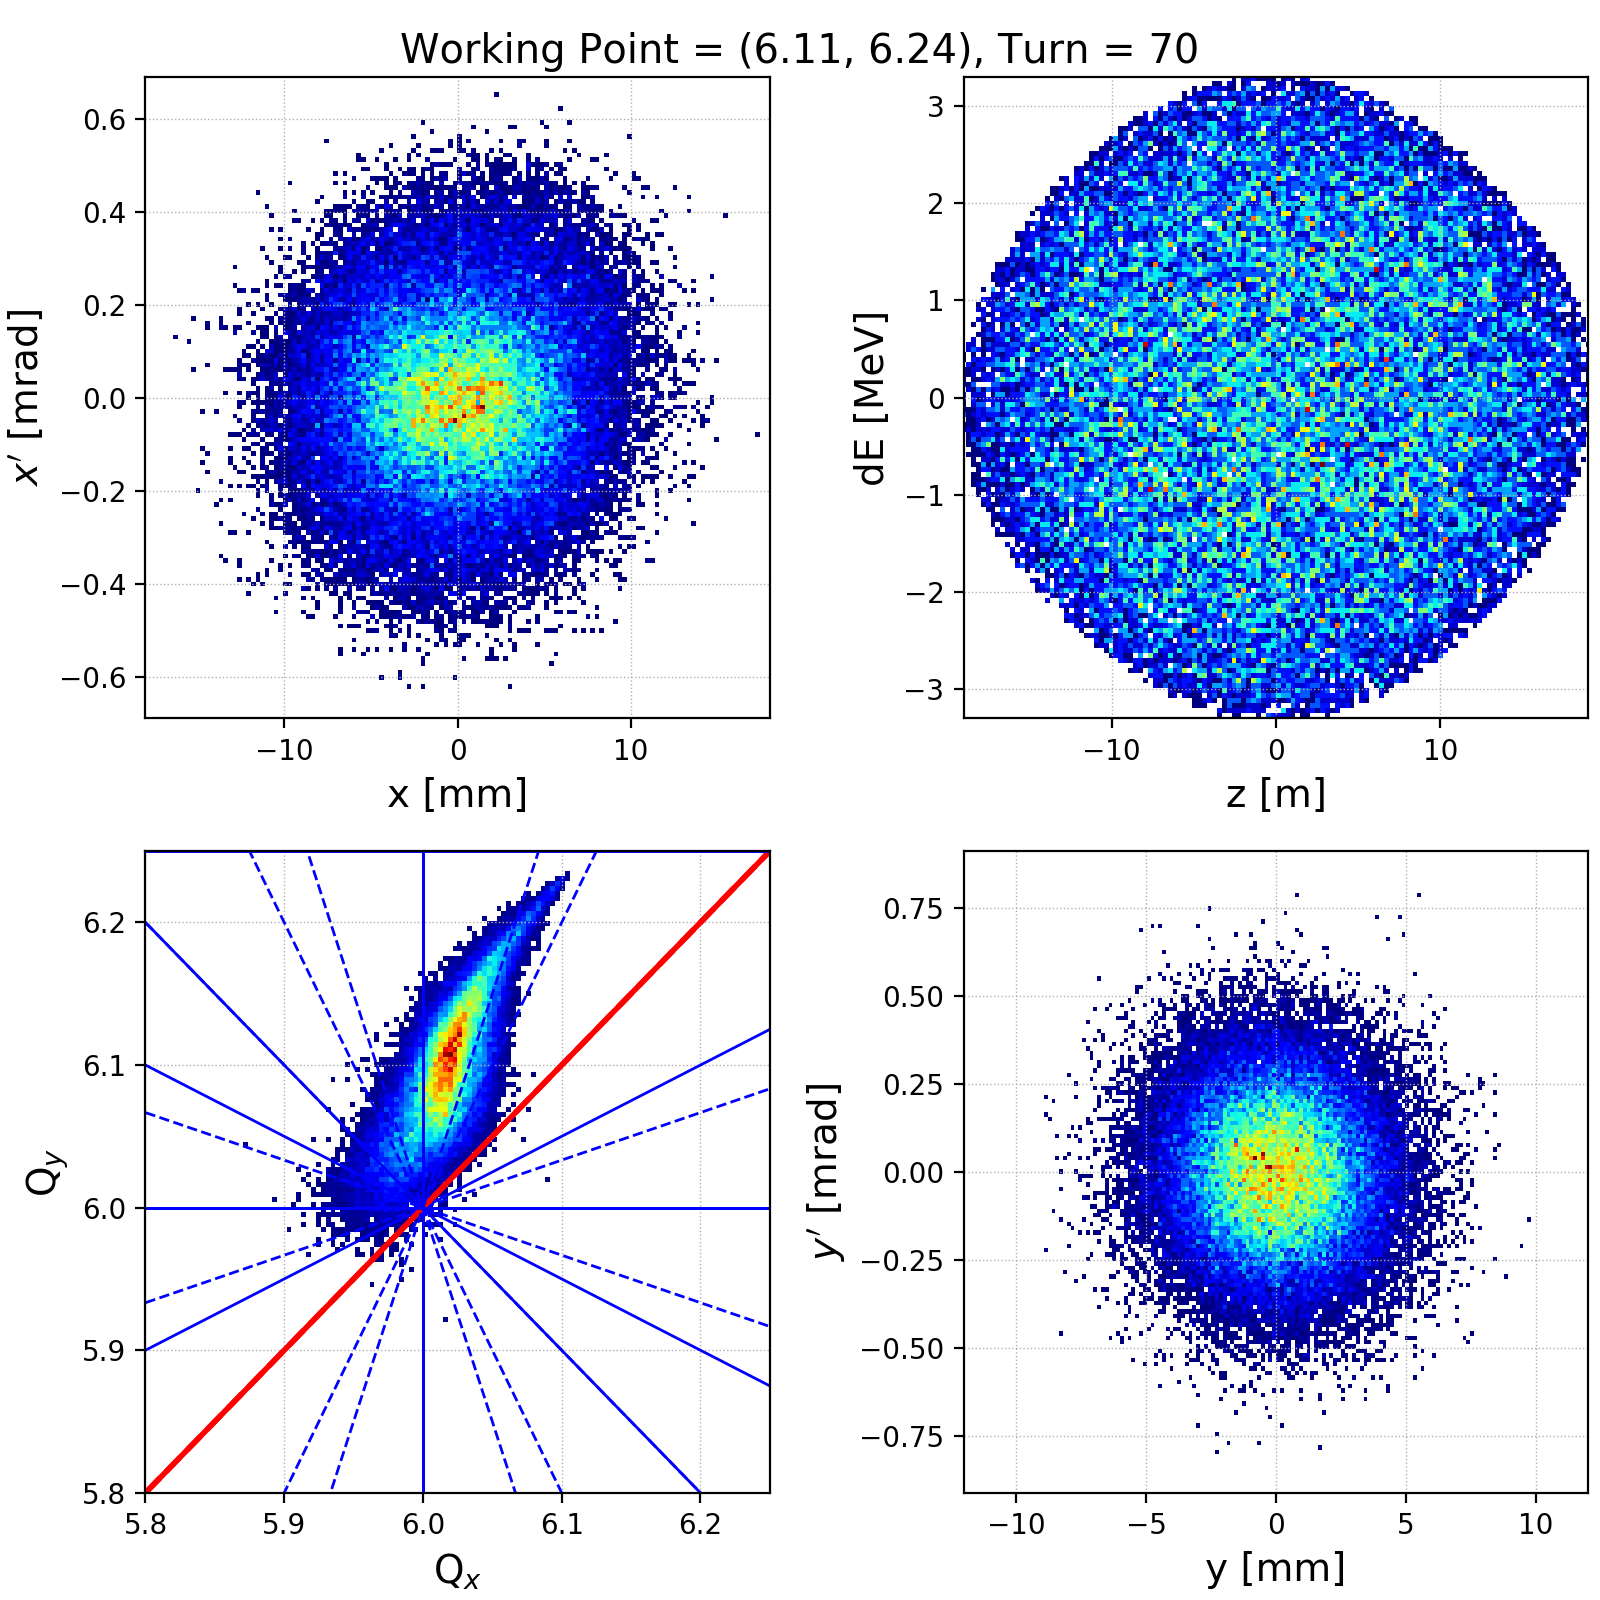 Working Point = (6.11, 6.24), Turn = 70
0.6
0.4
0.2
0.0
−0.2
−0.4
−0.6
x′ [mrad]
−10 0 10
x [mm]
3
2
1
0
−1
−2
−3
dE [MeV]
−10 0 10
z [m]
6.2
6.1
6.0
5.9
5.8
Qy
5.8 5.9 6.0 6.1 6.2
Qx
0.75
0.50
0.25
0.00
−0.25
−0.50
−0.75
y′ [mrad]
−10 −5 0 5 10
y [mm]